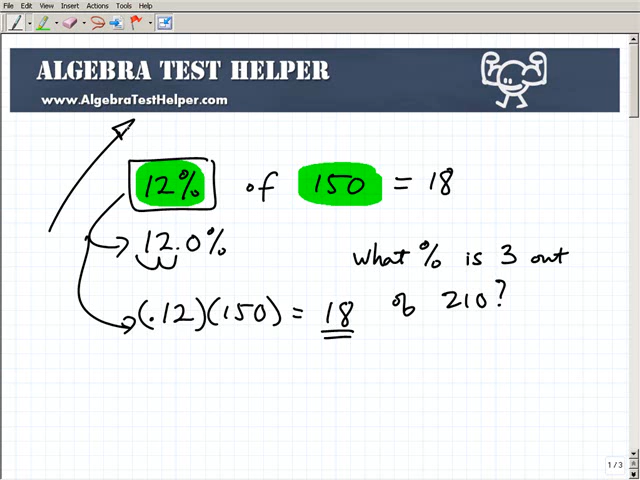 File Edit View Insert Actions Tools Help
ALGEBRA TEST HELPER
www.AlgebraTestHelper.com
12% of 150 = 18
12.0%
what % is 3 out
of 210?
(.12)(150) = 18
1/3